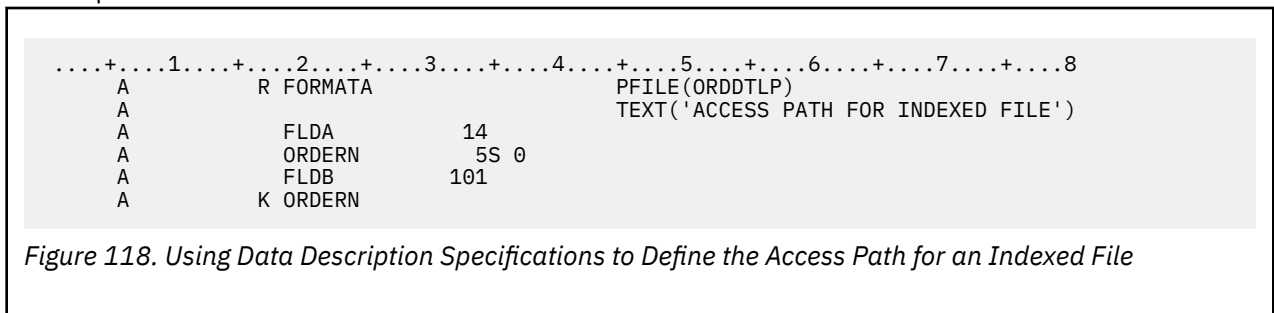 ....+....1....+....2....+....3....+....4....+....5....+....6....+....7....+....8
A R FORMATA PFILE(ORDDTLP)
A TEXT('ACCESS PATH FOR INDEXED FILE')
A FLDA 14
A ORDERN 5S 0
A FLDB 101
A K ORDERN
Figure 118. Using Data Description Specifications to Define the Access Path for an Indexed File